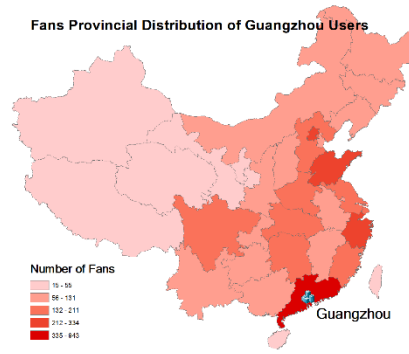 Fans Provincial Distribution of Guangzhou Users
Number of Fans
15 - 55
56 - 131
132 - 211
212 - 334
335 - 843
Guangzhou